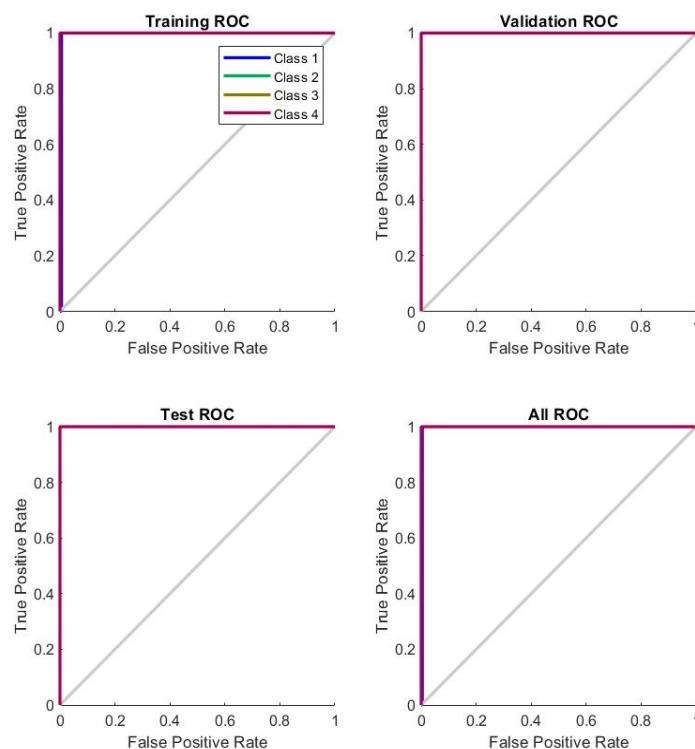 Training ROC
1
0.8
0.6
0.4
0.2
0
True Positive Rate
Class 1
Class 2
Class 3
Class 4
0 0.2 0.4 0.6 0.8 1
False Positive Rate
Validation ROC
1
0.8
0.6
0.4
0.2
0
True Positive Rate
0 0.2 0.4 0.6 0.8 1
False Positive Rate
Test ROC
1
0.8
0.6
0.4
0.2
0
True Positive Rate
0 0.2 0.4 0.6 0.8 1
False Positive Rate
All ROC
1
0.8
0.6
0.4
0.2
0
True Positive Rate
0 0.2 0.4 0.6 0.8 1
False Positive Rate